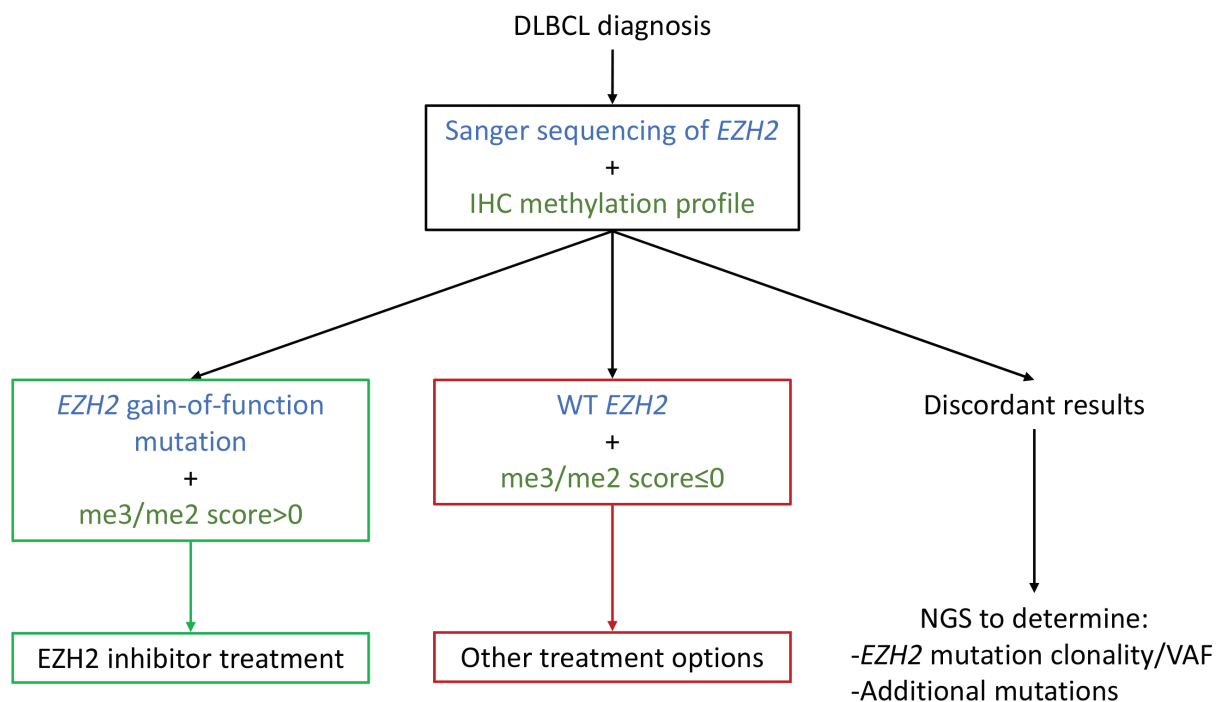 DLBCL diagnosis
Sanger sequencing of EZH2
+
IHC methylation profile
EZH2 gain-of-function
mutation
+
me3/me2 score>0
WT EZH2
+
me3/me2 score≤0
Discordant results
EZH2 inhibitor treatment
Other treatment options
NGS to determine:
-EZH2 mutation clonality/VAF
-Additional mutations